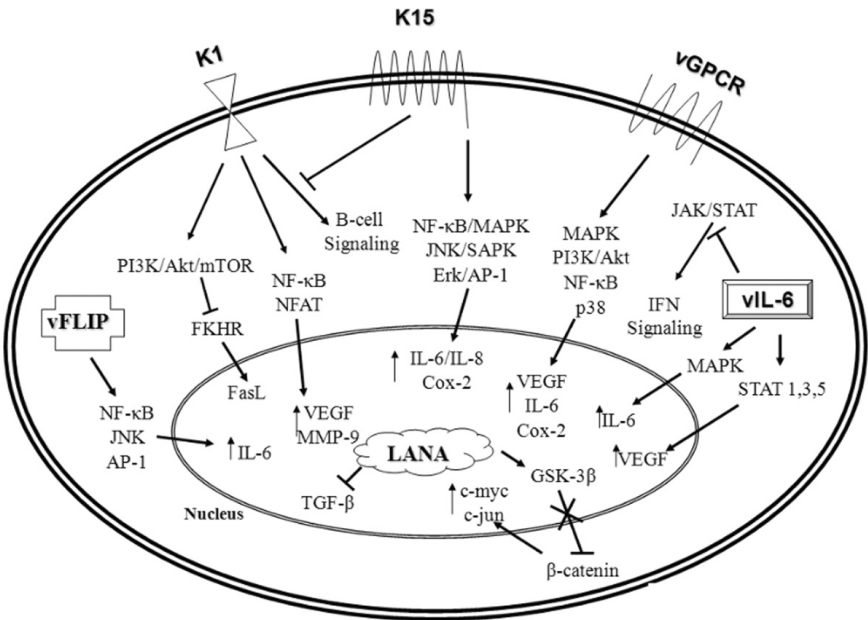 K15
K1
vGPCR
B-cell
Signaling
NF-κB/MAPK
JNK/SAPK
Erk/AP-1
MAPK
PI3K/Akt
NF-κB
p38
JAK/STAT
PI3K/Akt/mTOR
NF-κB
NFAT
IFN
Signaling
vIL-6
vFLIP
FKHR
IL-6/IL-8
Cox-2
MAPK
STAT 1,3,5
FasL
VEGF
MMP-9
VEGF
IL-6
Cox-2
IL-6
NF-κB
JNK
AP-1
IL-6
LANA
VEGF
GSK-3β
TGF-β
c-myc
c-jun
Nucleus
β-catenin